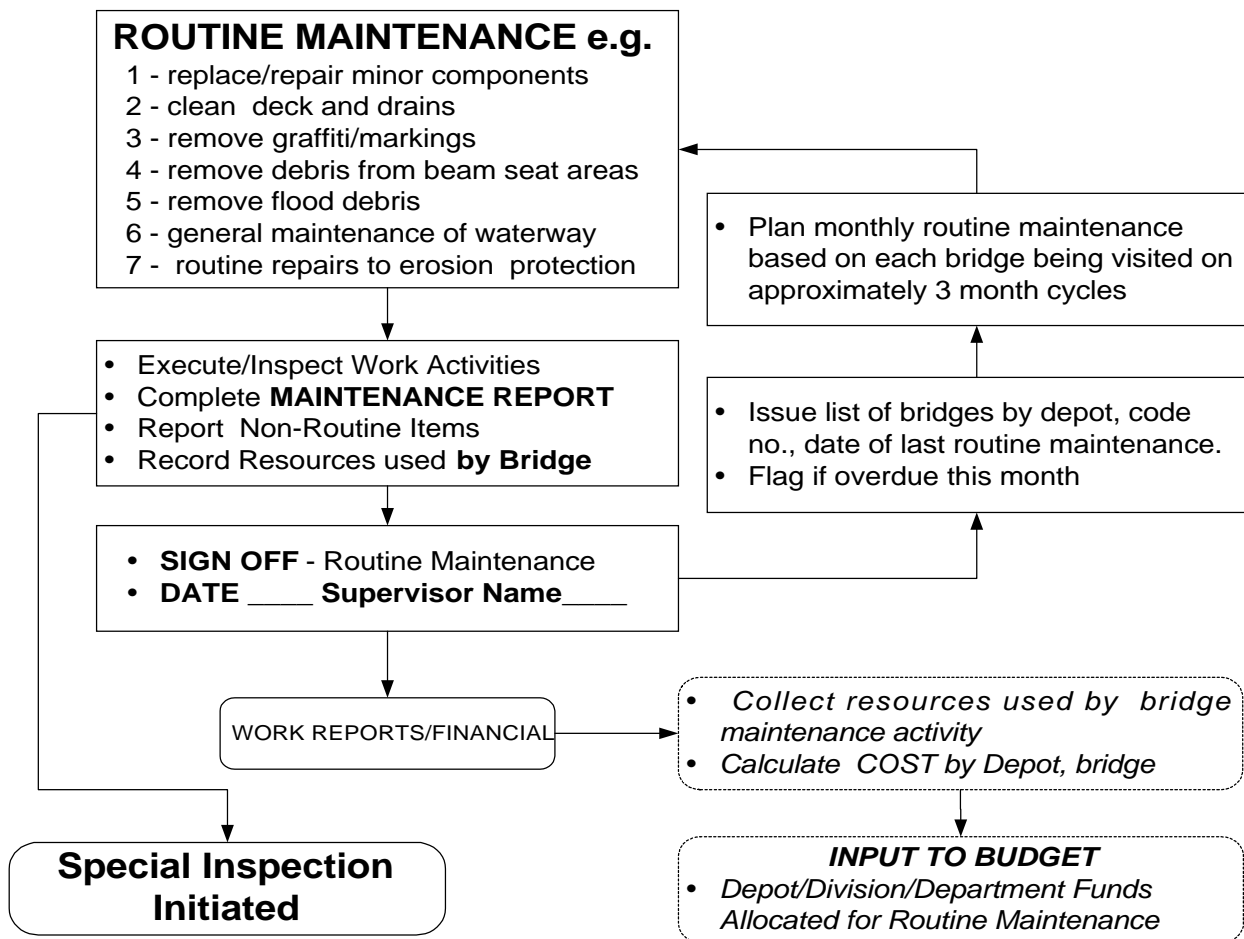 ROUTINE MAINTENANCE e.g.
1 - replace/repair minor components
2 - clean deck and drains
3 - remove graffiti/markings
4 - remove debris from beam seat areas
5 - remove flood debris
6 - general maintenance of waterway
7 - routine repairs to erosion protection
• Execute/Inspect Work Activities
• Complete MAINTENANCE REPORT
• Report Non-Routine Items
• Record Resources used by Bridge
• SIGN OFF - Routine Maintenance
• DATE ____ Supervisor Name____
• Plan monthly routine maintenance
based on each bridge being visited on
approximately 3 month cycles
• Issue list of bridges by depot, code
no., date of last routine maintenance.
• Flag if overdue this month
WORK REPORTS/FINANCIAL
• Collect resources used by bridge
maintenance activity
• Calculate COST by Depot, bridge
Special Inspection
Initiated
INPUT TO BUDGET
• Depot/Division/Department Funds
Allocated for Routine Maintenance